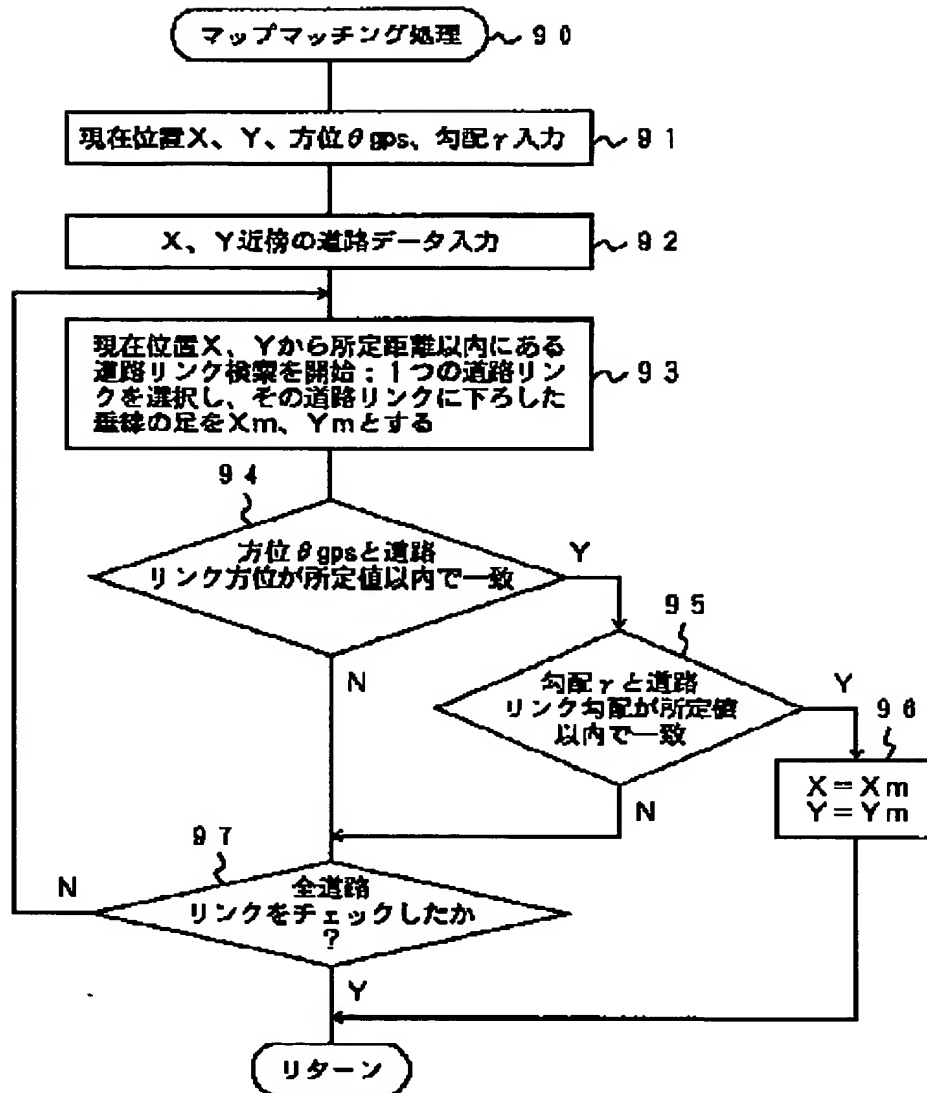 マップマッチング処理
90
現在位置X、Y、方位θgps、勾配γ入力
91
X、Y近傍の道路データ入力
92
現在位置X、Yから所定距離以内にある
道路リンク検索を開始：1つの道路リン
クを選択し、その道路リンクに下ろした
垂線の足をXm、Ymとする
93
94
方位θgpsと道路
リンク方位が所定値以内で一致
Y
N
95
勾配γと道路
リンク勾配が所定値
以内で一致
Y
N
96
X=Xm
Y=Ym
97
全道路
リンクをチェックしたか
?
N
Y
リターン